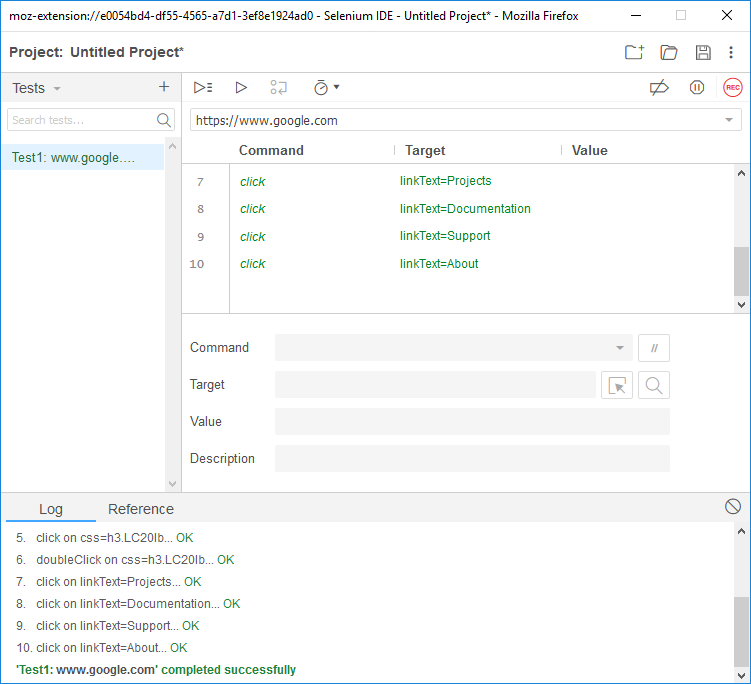 moz-extension://e0054bd4-df55-4565-a7d1-3ef8e1924ad0 - Selenium IDE - Untitled Project* - Mozilla Firefox
Project: Untitled Project*
Tests
REC
Search tests...
https://www.google.com
Command Target Value
Test1: www.google....
7 click linkText=Projects
8 click linkText=Documentation
9 click linkText=Support
10 click linkText=About
Command //
Target
Value
Description
Log Reference
5. click on css=h3.LC20lb... OK
6. doubleClick on css=h3.LC20lb... OK
7. click on linkText=Projects... OK
8. click on linkText=Documentation... OK
9. click on linkText=Support... OK
10. click on linkText=About... OK
'Test1: www.google.com' completed successfully